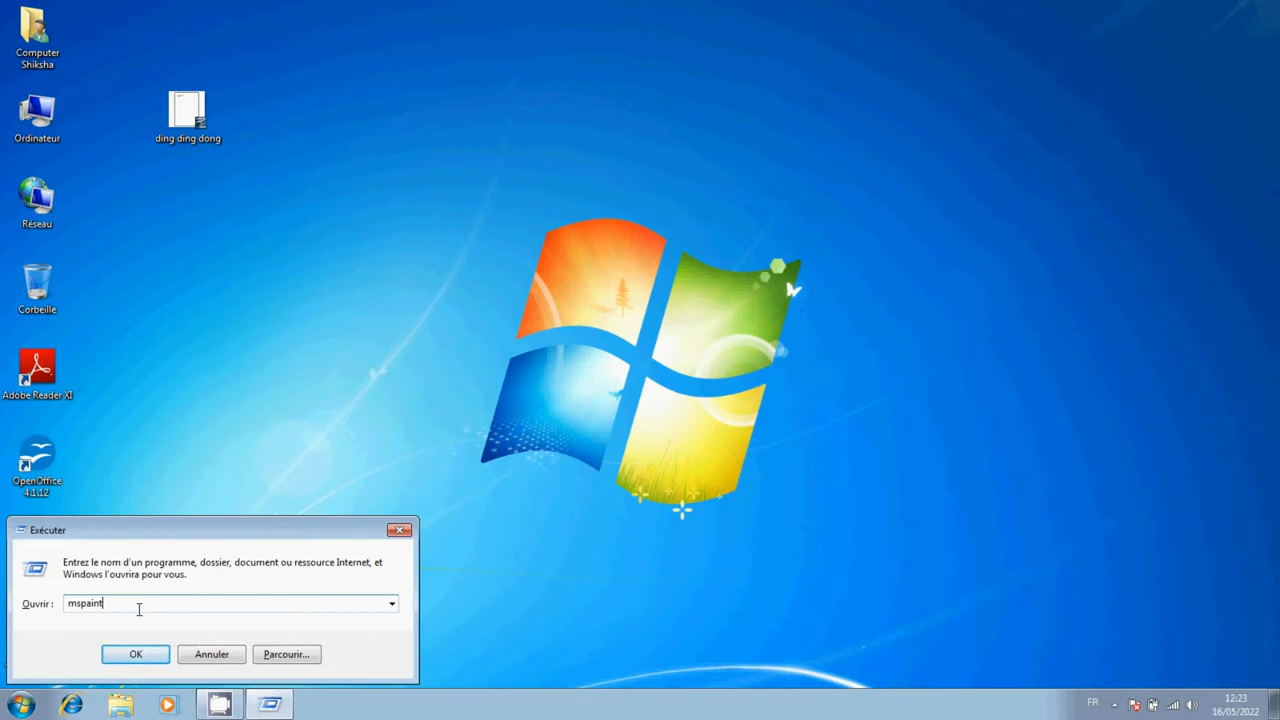 Computer
Shiksha
Ordinateur
ding ding dong
Réseau
Corbeille
Adobe Reader XI
OpenOffice
4.1.12
Exécuter
Entrez le nom d'un programme, dossier, document ou ressource Internet, et
Windows l'ouvrira pour vous.
Ouvrir : mspaint
OK Annuler Parcourir...
FR 12:23
16/05/2022